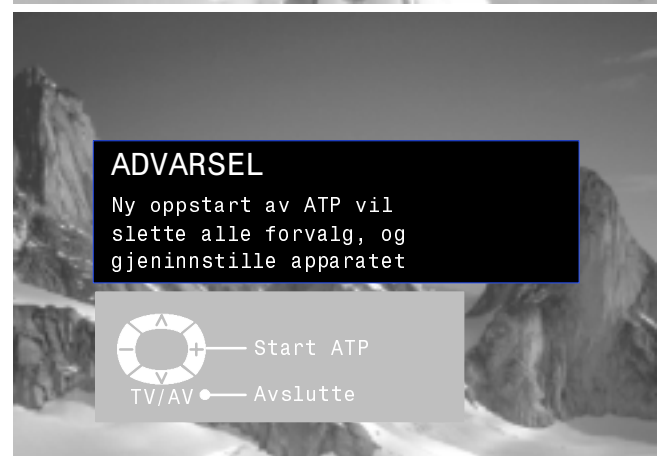 ADVARSEL
Ny oppstart av ATP vil
slette alle forvalg, og
gjeninnstille apparatet
Start ATP
TV/AV Avslutte